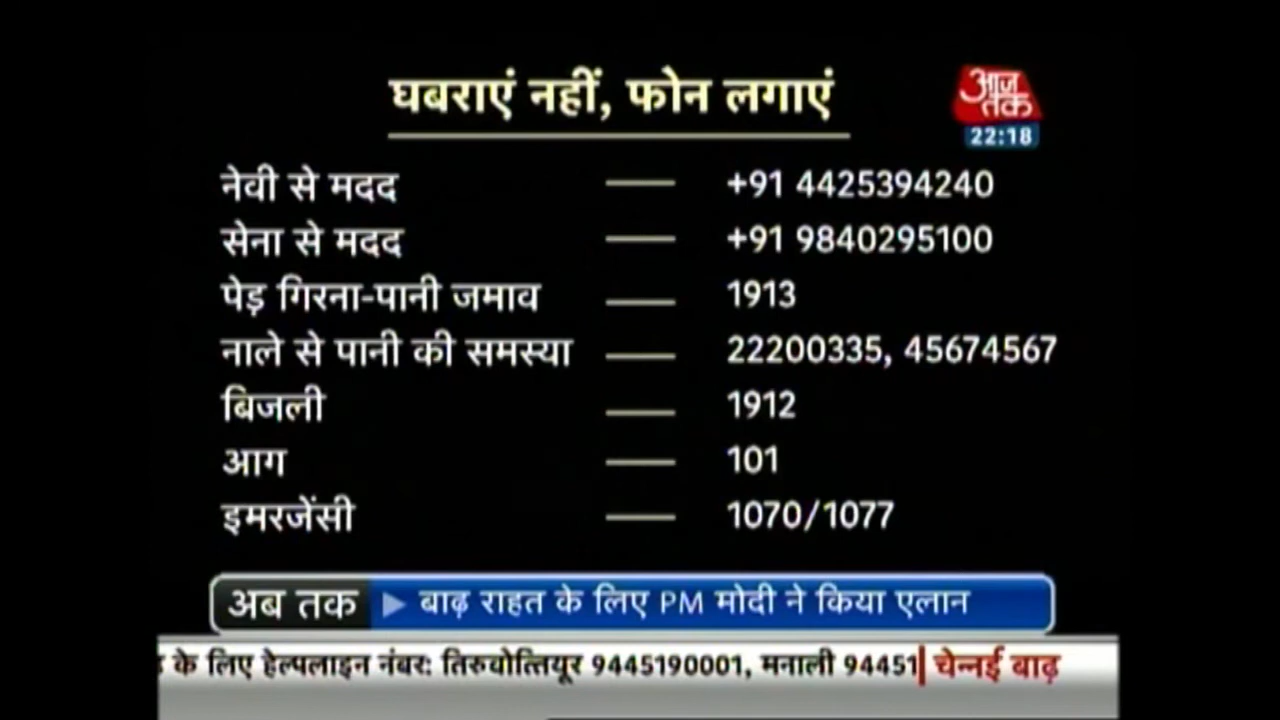 घबराएं नहीं, फोन लगाएं
आज तक
22:18
नेवी से मदद — +91 4425394240
सेना से मदद — +91 9840295100
पेड़ गिरना-पानी जमाव — 1913
नाले से पानी की समस्या — 22200335, 45674567
बिजली — 1912
आग — 101
इमरजेंसी — 1070/1077
अब तक ▶ बाढ़ राहत के लिए PM मोदी ने किया एलान
के लिए हेल्पलाइन नंबर: तिरुवोत्तियूर 9445190001, मनाली 94451 | चेन्नई बाढ़